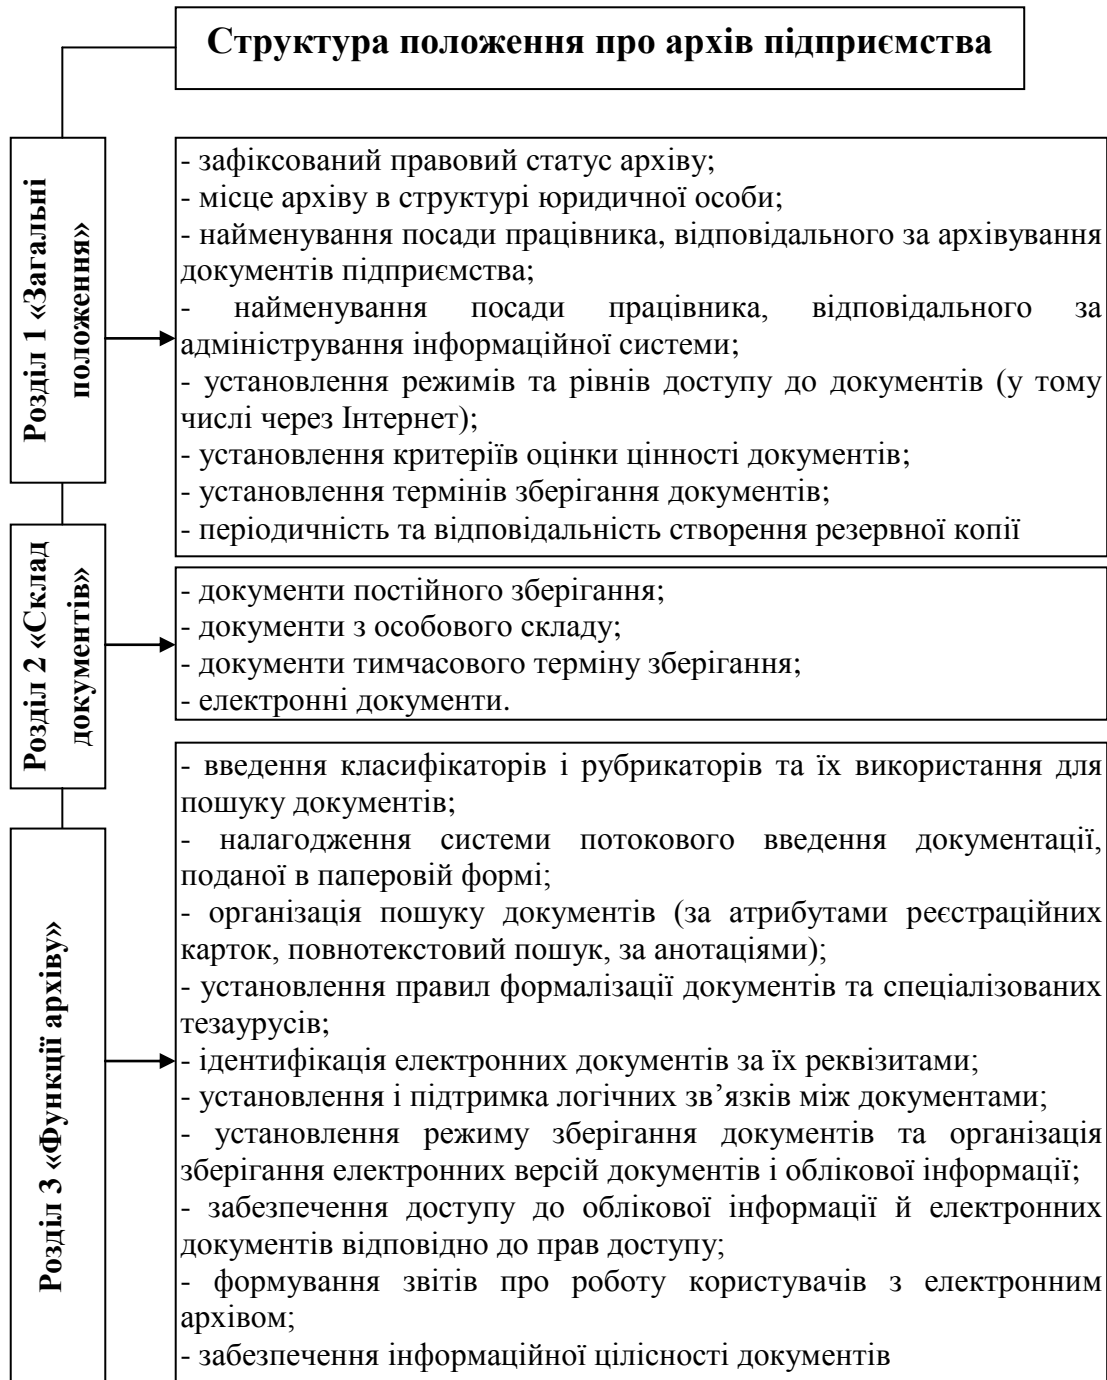 Структура положення про архів підприємства
Розділ 1 «Загальні
положення»
- зафіксований правовий статус архіву;
- місце архіву в структурі юридичної особи;
- найменування посади працівника, відповідального за архівування
документів підприємства;
- найменування посади працівника, відповідального за
адміністрування інформаційної системи;
- установлення режимів та рівнів доступу до документів (у тому
числі через Інтернет);
- установлення критеріїв оцінки цінності документів;
- установлення термінів зберігання документів;
- періодичність та відповідальність створення резервної копії
Розділ 2 «Склад
документів»
- документи постійного зберігання;
- документи з особового складу;
- документи тимчасового терміну зберігання;
- електронні документи.
Розділ 3 «Функції архіву»
- введення класифікаторів і рубрикаторів та їх використання для
пошуку документів;
- налагодження системи потокового введення документації,
поданої в паперовій формі;
- організація пошуку документів (за атрибутами реєстраційних
карток, повнотекстовий пошук, за анотаціями);
- установлення правил формалізації документів та спеціалізованих
тезаурусів;
- ідентифікація електронних документів за їх реквізитами;
- установлення і підтримка логічних зв’язків між документами;
- установлення режиму зберігання документів та організація
зберігання електронних версій документів і облікової інформації;
- забезпечення доступу до облікової інформації й електронних
документів відповідно до прав доступу;
- формування звітів про роботу користувачів з електронним
архівом;
- забезпечення інформаційної цілісності документів